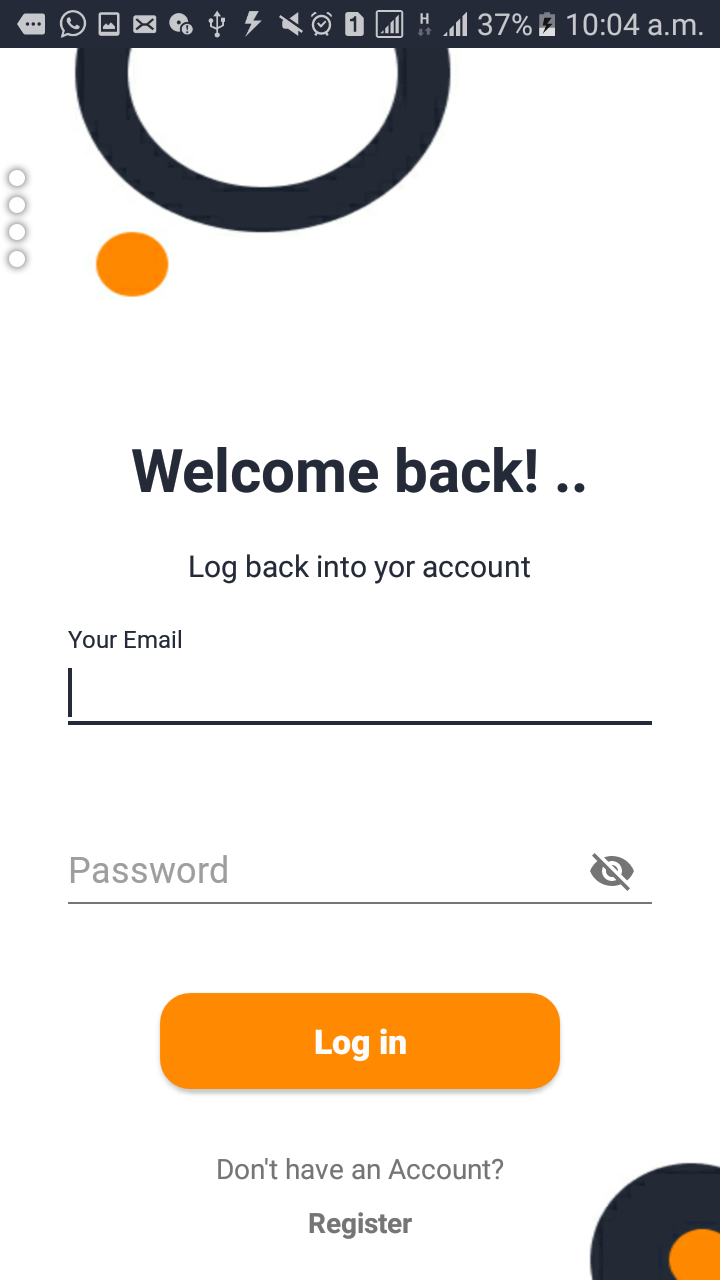 1 H 37% 10:04 a.m.
Welcome back! ..
Log back into yor account
Your Email
Password
Log in
Don't have an Account?
Register